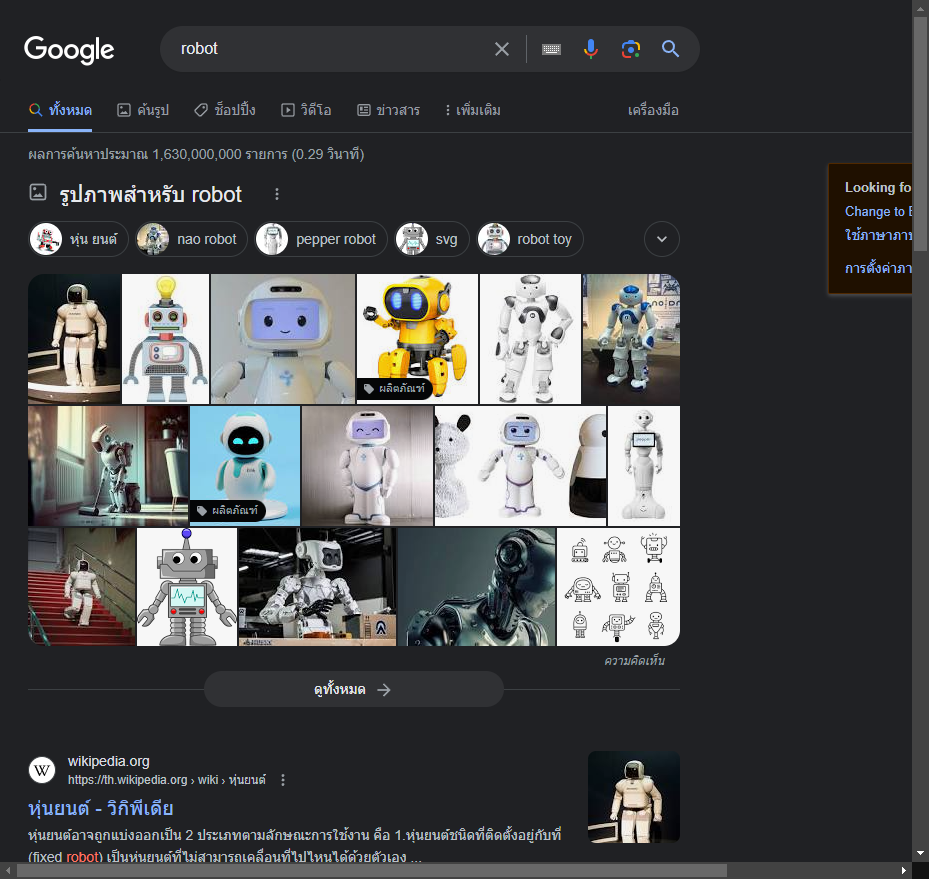 Google
robot
ทั้งหมด
ค้นรูป
ช็อปปิ้ง
วิดีโอ
ข่าวสาร
เพิ่มเติม
เครื่องมือ
ผลการค้นหาประมาณ 1,630,000,000 รายการ (0.29 วินาที)
Looking fo
Change to E
ใช้ภาษาภา
การตั้งค่าภา
รูปภาพสำหรับ robot
หุ่น ยนต์
nao robot
pepper robot
svg
robot toy
ผลิตภัณฑ์
ผลิตภัณฑ์
ความคิดเห็น
ดูทั้งหมด
W
wikipedia.org
https://th.wikipedia.org › wiki › หุ่นยนต์
หุ่นยนต์ - วิกิพีเดีย
หุ่นยนต์อาจถูกแบ่งออกเป็น 2 ประเภทตามลักษณะการใช้งาน คือ 1.หุ่นยนต์ชนิดที่ติดตั้งอยู่กับที่
(fixed robot) เป็นหุ่นยนต์ที่ไม่สามารถเคลื่อนที่ไปไหนได้ด้วยตัวเอง ...